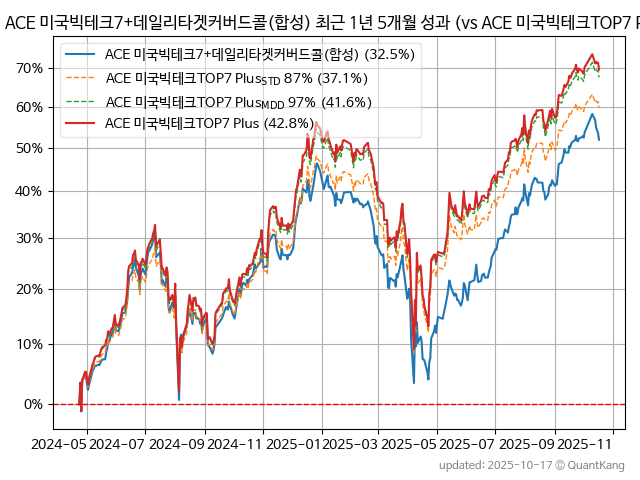 ACE 미국빅테크7+데일리타겟커버드콜(합성) 최근 1년 5개월 성과 (vs ACE 미국빅테크TOP7 P
ACE 미국빅테크7+데일리타겟커버드콜(합성) (32.5%)
ACE 미국빅테크TOP7 PlusSTD 87% (37.1%)
ACE 미국빅테크TOP7 PlusMDD 97% (41.6%)
ACE 미국빅테크TOP7 Plus (42.8%)
70%
60%
50%
40%
30%
20%
10%
0%
2024-05 2024-07 2024-09 2024-11 2025-01 2025-03 2025-05 2025-07 2025-09 2025-11
updated: 2025-10-17 © QuantKang